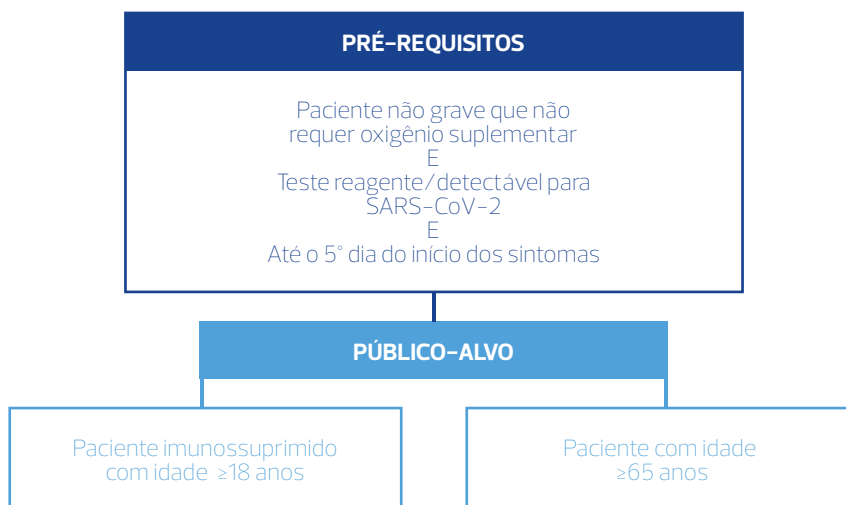 PRÉ-REQUISITOS
Paciente não grave que não
requer oxigênio suplementar
E
Teste reagente/detectável para
SARS-CoV-2
E
Até o 5° dia do início dos sintomas
PÚBLICO-ALVO
Paciente imunossuprimido
com idade ≥18 anos
Paciente com idade
≥65 anos